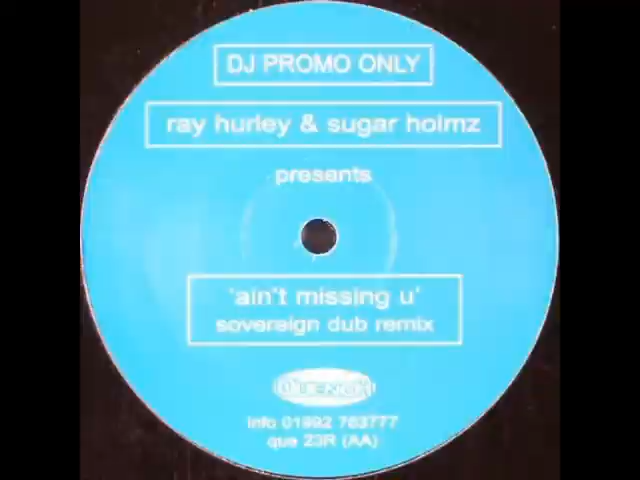 DJ PROMO ONLY
ray hurley & sugar holmz
presents
'ain't missing u'
sovereign dub remix
info 01992 763777
que 23R (AA)